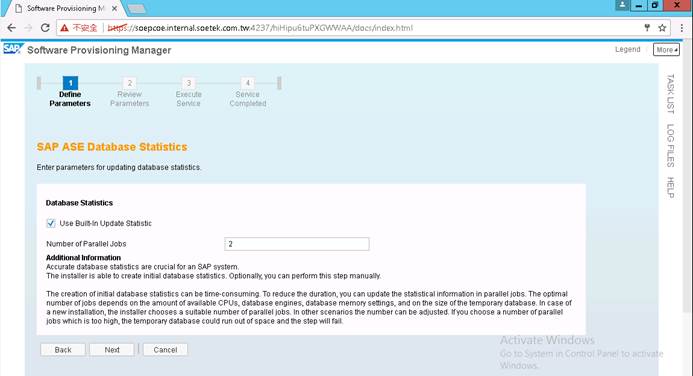 Software Provisioning M
不安全
https://soepcoe.internal.soetek.com.tw:4237/hiHipu6tuPXGWWAA/docs/index.html
SAP
Software Provisioning Manager
Legend
More
1
2
3
4
Define
Parameters
Review
Parameters
Execute
Service
Service
Completed
TASK LIST
LOG FILES
HELP
SAP ASE Database Statistics
Enter parameters for updating database statistics.
Database Statistics
Use Built-In Update Statistic
Number of Parallel Jobs
2
Additional Information
Accurate database statistics are crucial for an SAP system.
The installer is able to create initial database statistics. Optionally, you can perform this step manually.
The creation of initial database statistics can be time-consuming. To reduce the duration, you can update the statistical information in parallel jobs. The optimal
number of jobs depends on the amount of available CPUs, database engines, database memory settings, and on the size of the temporary database. In case of
a new installation, the installer chooses a suitable number of parallel jobs. In other scenarios the number can be adjusted. If you choose a number of parallel
jobs which is too high, the temporary database could run out of space and the step will fail.
Back
Next
Cancel
Activate Windows
Go to System in Control Panel to activate
Windows.